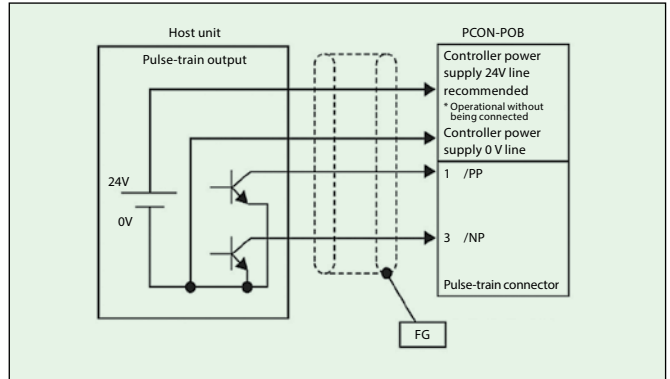 Host unit
Pulse-train output
24V
0V
PCON-POB
Controller power
supply 24V line
recommended
* Operational without
being connected
Controller power
supply 0 V line
1 /PP
3 /NP
Pulse-train connector
FG